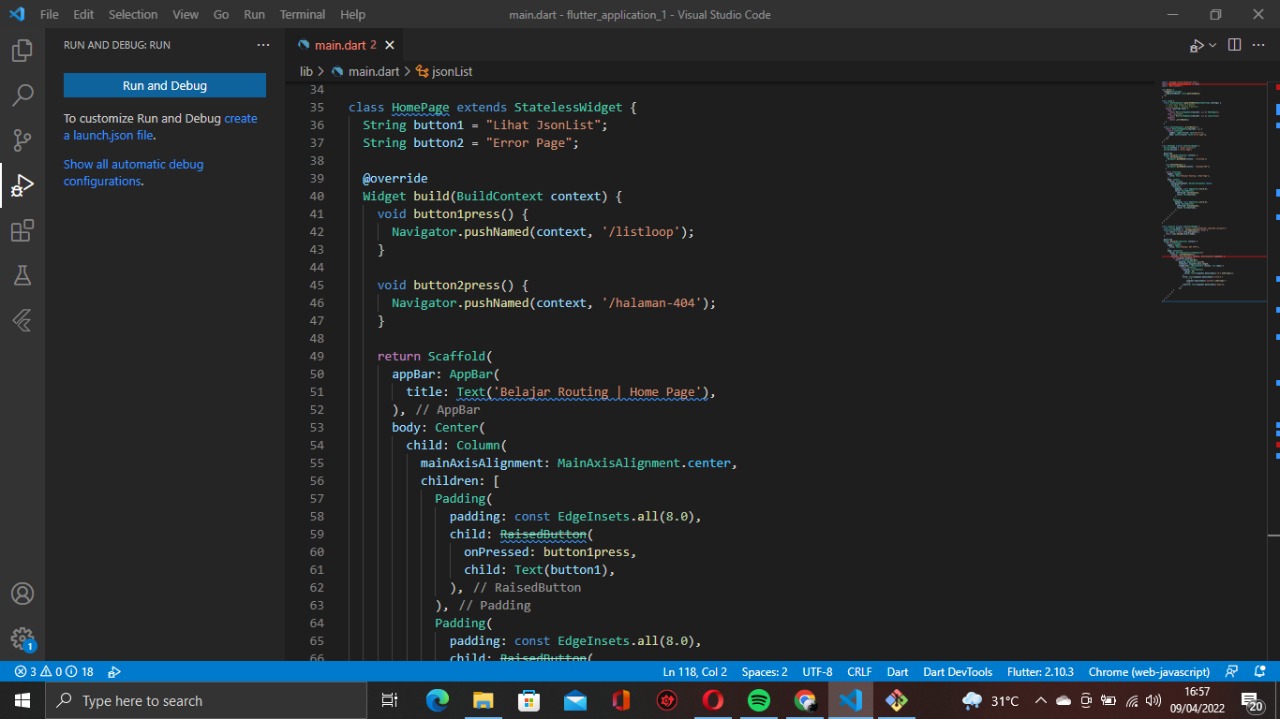 File Edit Selection View Go Run Terminal Help
main.dart - flutter_application_1 - Visual Studio Code
RUN AND DEBUG: RUN
Run and Debug
To customize Run and Debug create
a launch.json file.
Show all automatic debug
configurations.
main.dart 2
lib > main.dart > jsonList
34
35 class HomePage extends StatelessWidget {
36 String button1 = "Lihat JsonList";
37 String button2 = "Error Page";
38
39 @override
40 Widget build(BuildContext context) {
41 void button1press() {
42 Navigator.pushNamed(context, '/listloop');
43 }
44
45 void button2press() {
46 Navigator.pushNamed(context, '/halaman-404');
47 }
48
49 return Scaffold(
50 appBar: AppBar(
51 title: Text('Belajar Routing | Home Page'),
52 ), // AppBar
53 body: Center(
54 child: Column(
55 mainAxisAlignment: MainAxisAlignment.center,
56 children: [
57 Padding(
58 padding: const EdgeInsets.all(8.0),
59 child: RaisedButton(
60 onPressed: button1press,
61 child: Text(button1),
62 ), // RaisedButton
63 ), // Padding
64 Padding(
65 padding: const EdgeInsets.all(8.0),
66 child: RaisedButton(
1
3 0 18
Ln 118, Col 2 Spaces: 2 UTF-8 CRLF Dart Dart DevTools Flutter: 2.10.3 Chrome (web-javascript)
Type here to search
31°C
16:57
09/04/2022
20